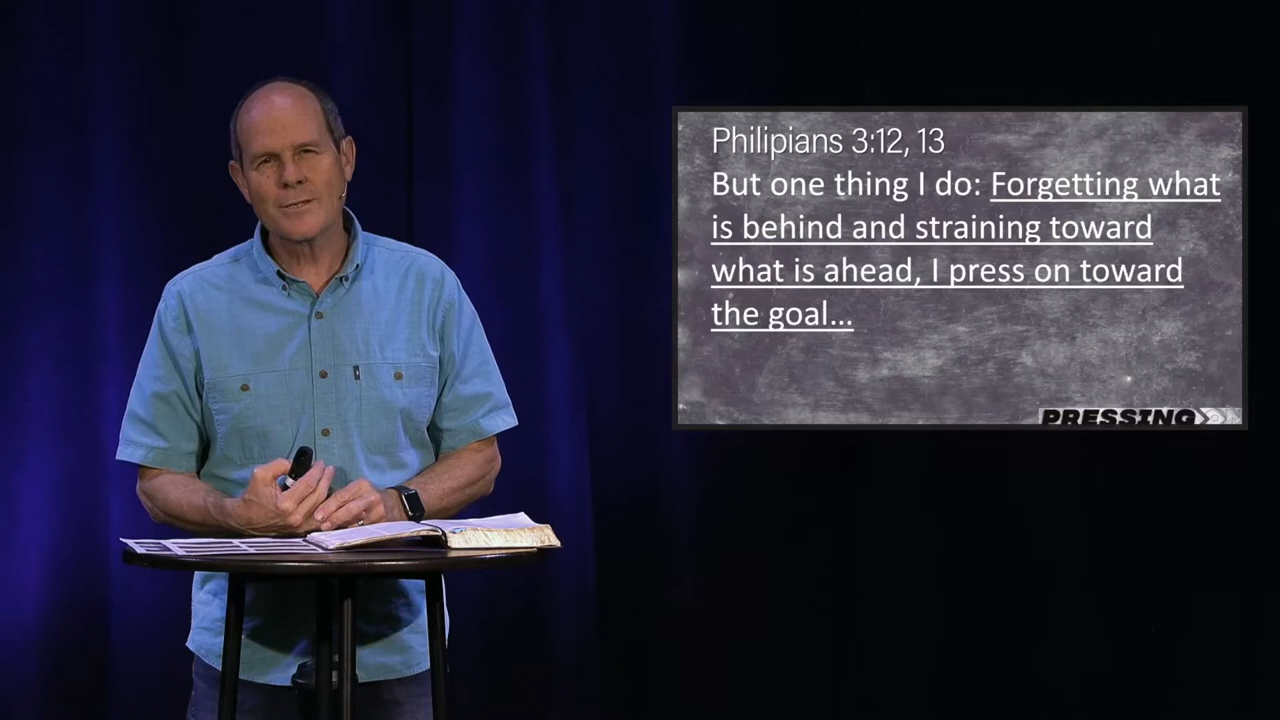 Philipians 3:12, 13
But one thing I do: Forgetting what
is behind and straining toward
what is ahead, I press on toward
the goal...
PRESSING